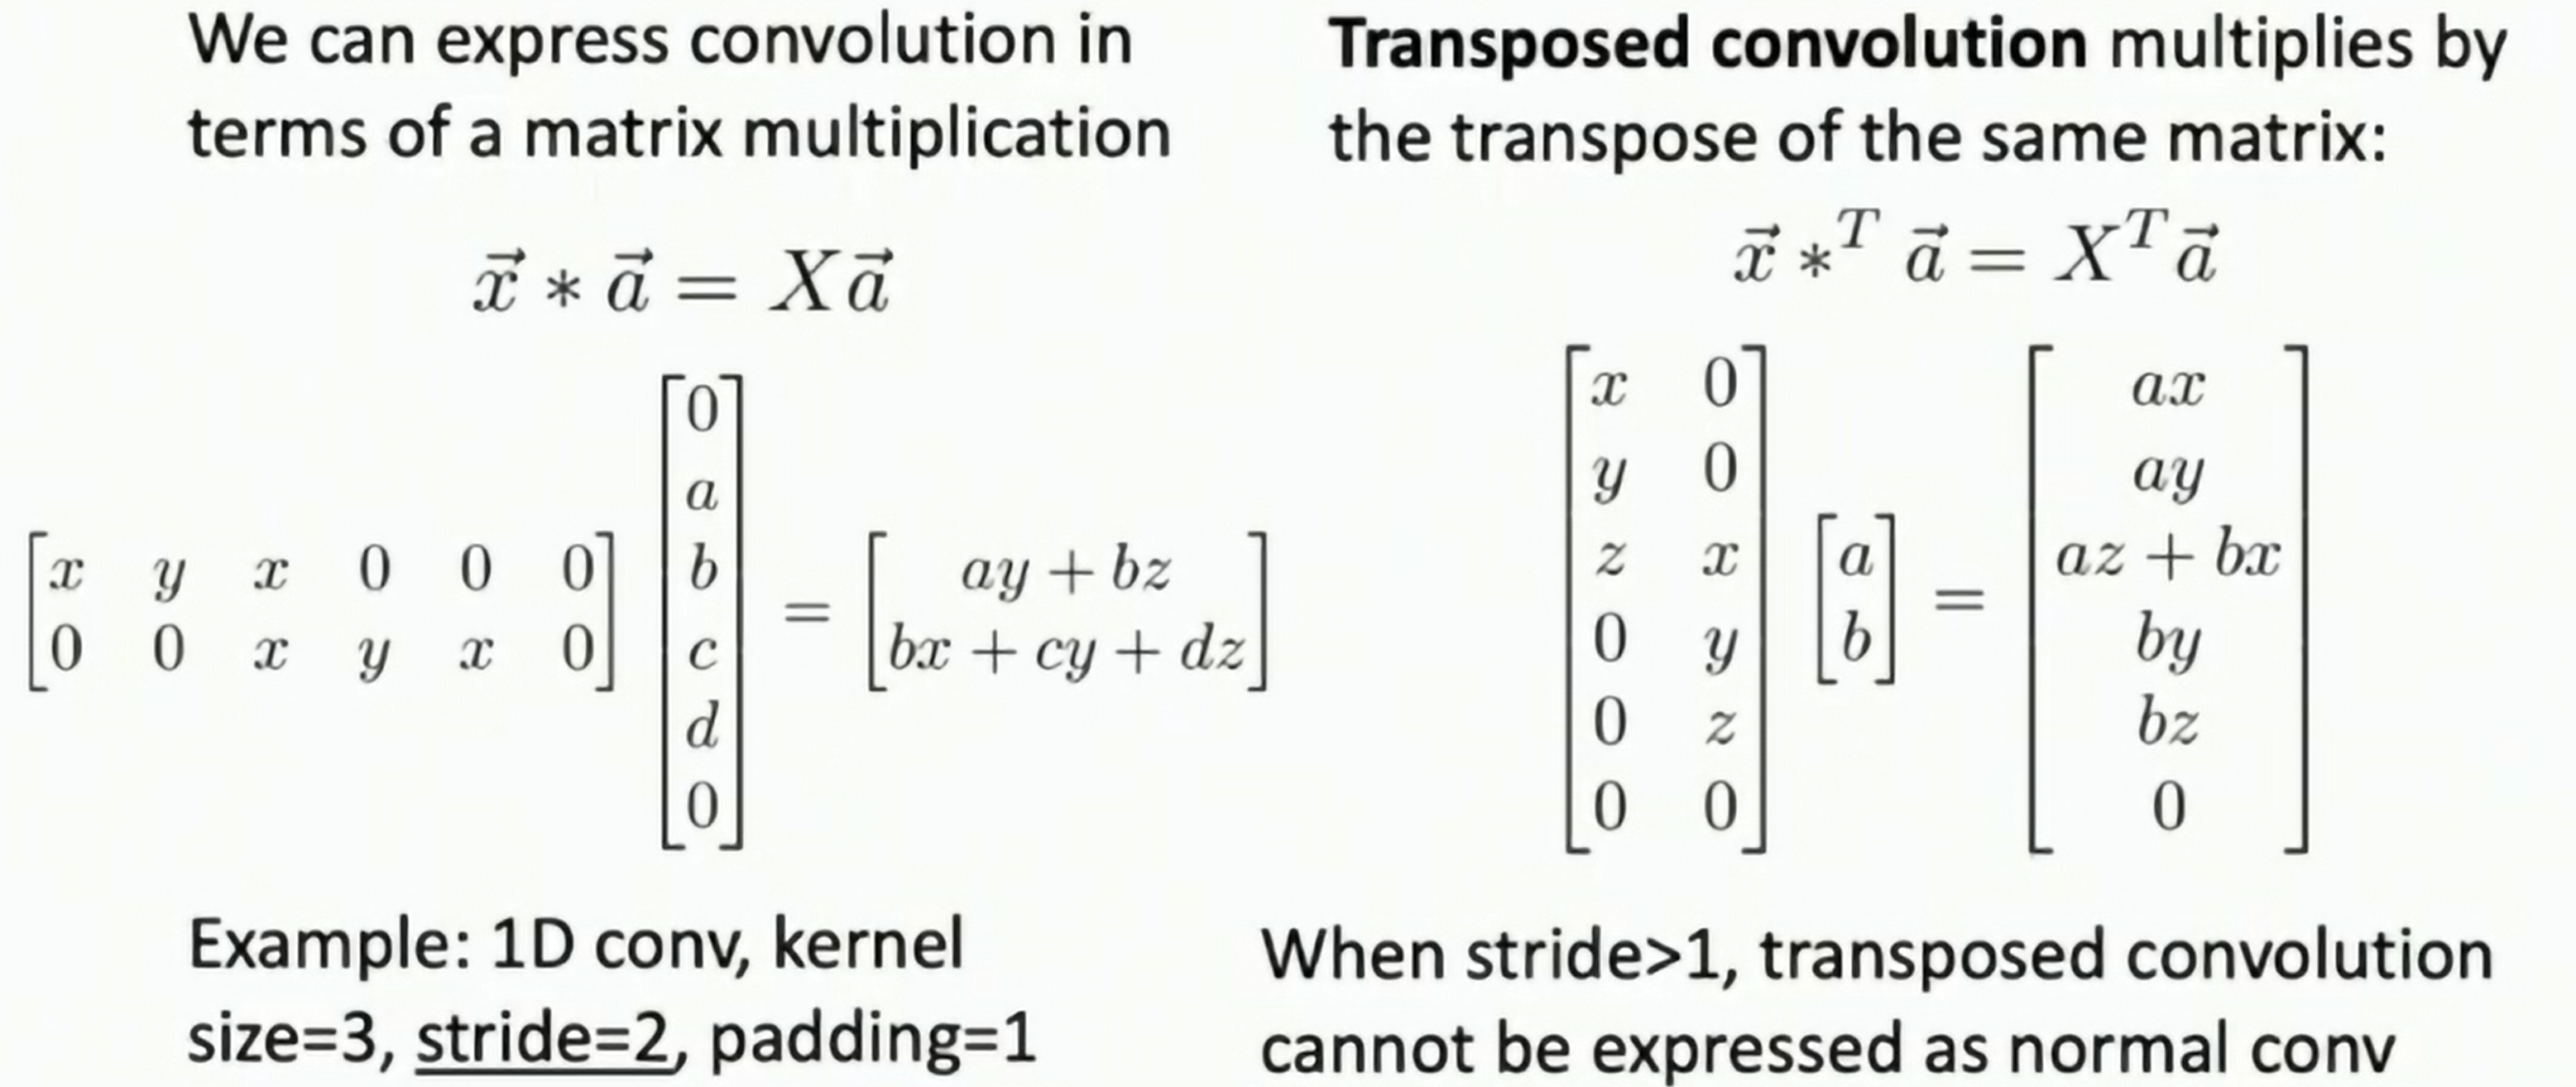 We can express convolution in
terms of a matrix multiplication
$\vec{x} * \vec{a} = X\vec{a}$
$\begin{bmatrix} x & y & x & 0 & 0 & 0 \\ 0 & 0 & x & y & x & 0 \end{bmatrix} \begin{bmatrix} 0 \\ a \\ b \\ c \\ d \\ 0 \end{bmatrix} = \begin{bmatrix} ay + bz \\ bx + cy + dz \end{bmatrix}$
Example: 1D conv, kernel
size=3, stride=2, padding=1
Transposed convolution multiplies by
the transpose of the same matrix:
$\vec{x} *^T \vec{a} = X^T\vec{a}$
$\begin{bmatrix} x & 0 \\ y & 0 \\ z & x \\ 0 & y \\ 0 & z \\ 0 & 0 \end{bmatrix} \begin{bmatrix} a \\ b \end{bmatrix} = \begin{bmatrix} ax \\ ay \\ az + bx \\ by \\ bz \\ 0 \end{bmatrix}$
When stride>1, transposed convolution
cannot be expressed as normal conv